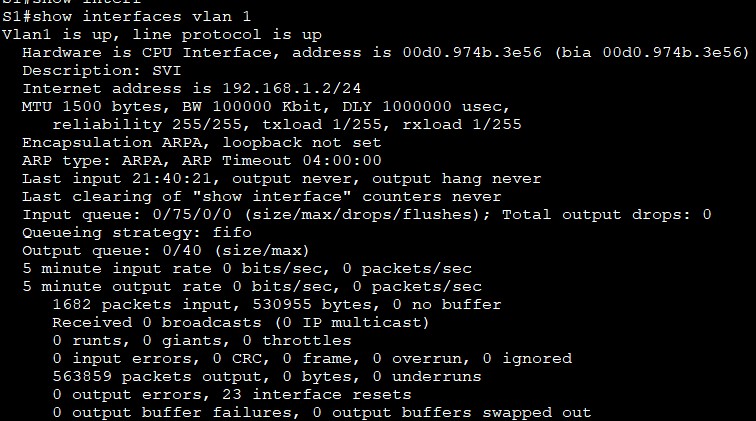 S1#show interf
S1#show interfaces vlan 1
Vlan1 is up, line protocol is up
Hardware is CPU Interface, address is 00d0.974b.3e56 (bia 00d0.974b.3e56)
Description: SVI
Internet address is 192.168.1.2/24
MTU 1500 bytes, BW 100000 Kbit, DLY 1000000 usec,
reliability 255/255, txload 1/255, rxload 1/255
Encapsulation ARPA, loopback not set
ARP type: ARPA, ARP Timeout 04:00:00
Last input 21:40:21, output never, output hang never
Last clearing of "show interface" counters never
Input queue: 0/75/0/0 (size/max/drops/flushes); Total output drops: 0
Queueing strategy: fifo
Output queue: 0/40 (size/max)
5 minute input rate 0 bits/sec, 0 packets/sec
5 minute output rate 0 bits/sec, 0 packets/sec
1682 packets input, 530955 bytes, 0 no buffer
Received 0 broadcasts (0 IP multicast)
0 runts, 0 giants, 0 throttles
0 input errors, 0 CRC, 0 frame, 0 overrun, 0 ignored
563859 packets output, 0 bytes, 0 underruns
0 output errors, 23 interface resets
0 output buffer failures, 0 output buffers swapped out